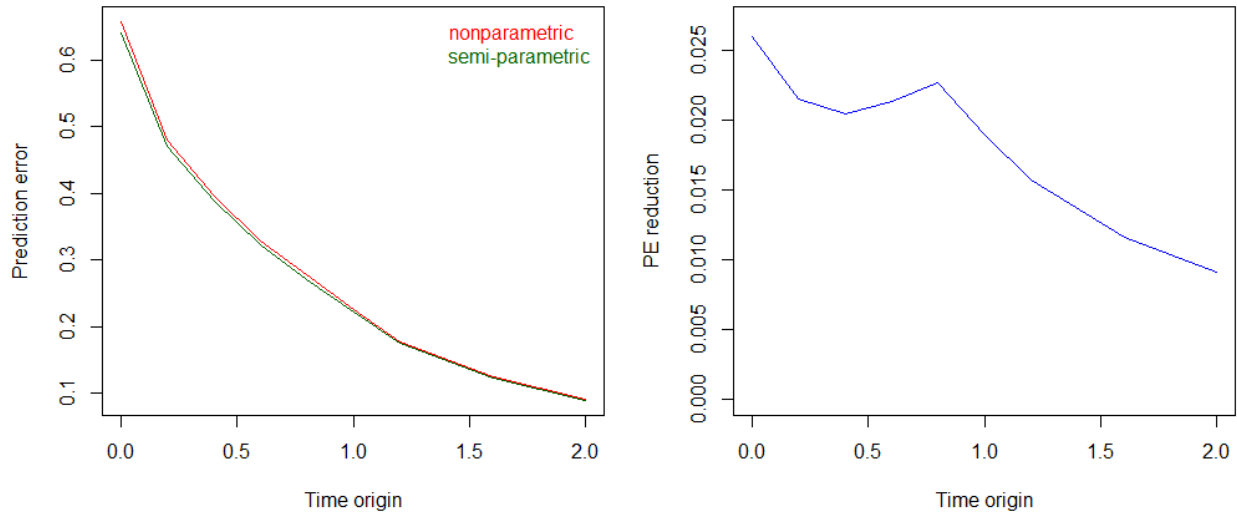 nonparametric
semi-parametric
Prediction error
0.6
0.5
0.4
0.3
0.2
0.1
0.0 0.5 1.0 1.5 2.0
Time origin
PE reduction
0.025
0.020
0.015
0.010
0.005
0.000
0.0 0.5 1.0 1.5 2.0
Time origin